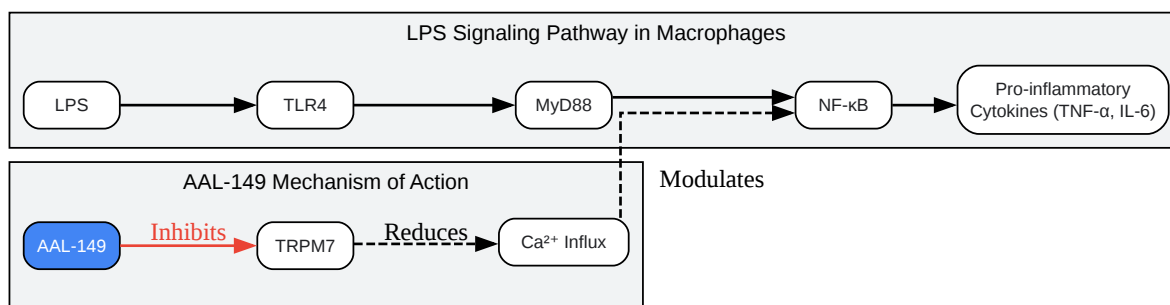 LPS Signaling Pathway in Macrophages
LPS
TLR4
MyD88
NF-κB
Pro-inflammatory
Cytokines (TNF-α, IL-6)
AAL-149 Mechanism of Action
Modulates
AAL-149
Inhibits
TRPM7
Reduces
Ca²⁺ Influx